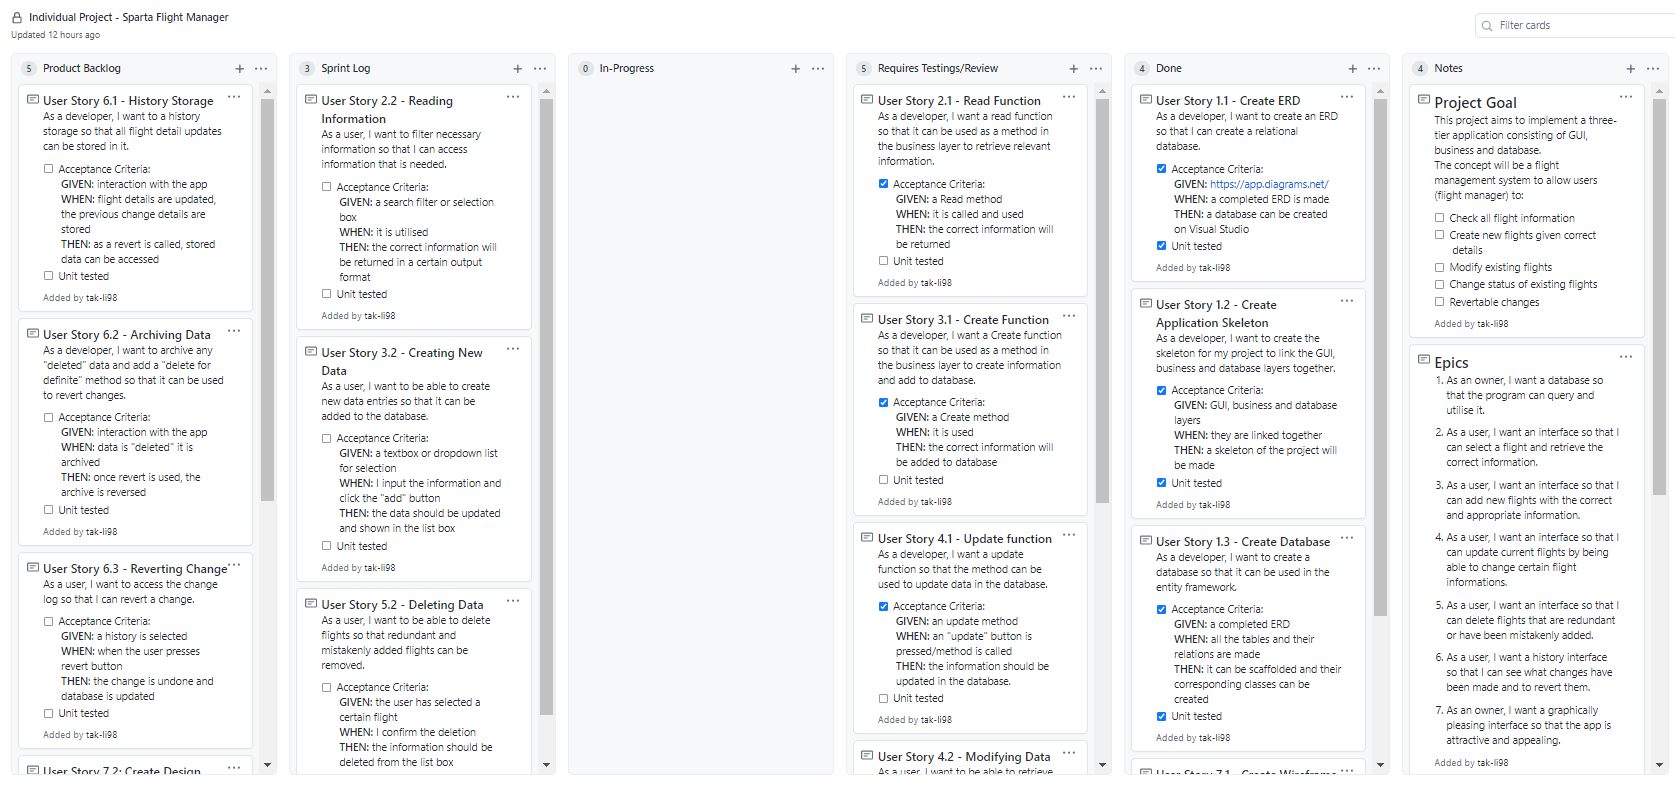 Individual Project - Sparta Flight Manager
Updated 12 hours ago
Filter cards
5 Product Backlog
User Story 6.1 - History Storage
As a developer, I want to a history
storage so that all flight detail updates
can be stored in it.
Acceptance Criteria:
GIVEN: interaction with the app
WHEN: flight details are updated,
the previous change details are
stored
THEN: as a revert is called, stored
data can be accessed
Unit tested
Added by tak-li98
User Story 6.2 - Archiving Data
As a developer, I want to archive any
"deleted" data and add a "delete for
definite" method so that it can be used
to revert changes.
Acceptance Criteria:
GIVEN: interaction with the app
WHEN: data is "deleted" it is
archived
THEN: once revert is used, the
archive is reversed
Unit tested
Added by tak-li98
User Story 6.3 - Reverting Change
As a user, I want to access the change
log so that I can revert a change.
Acceptance Criteria:
GIVEN: a history is selected
WHEN: when the user presses
revert button
THEN: the change is undone and
database is updated
Unit tested
Added by tak-li98
User Story 7.2: Create Design
3 Sprint Log
User Story 2.2 - Reading
Information
As a user, I want to filter necessary
information so that I can access
information that is needed.
Acceptance Criteria:
GIVEN: a search filter or selection
box
WHEN: it is utilised
THEN: the correct information will
be returned in a certain output
format
Unit tested
Added by tak-li98
User Story 3.2 - Creating New
Data
As a user, I want to be able to create
new data entries so that it can be
added to the database.
Acceptance Criteria:
GIVEN: a textbox or dropdown list
for selection
WHEN: I input the information and
click the "add" button
THEN: the data should be updated
and shown in the list box
Unit tested
Added by tak-li98
User Story 5.2 - Deleting Data
As a user, I want to be able to delete
flights so that redundant and
mistakenly added flights can be
removed.
Acceptance Criteria:
GIVEN: the user has selected a
certain flight
WHEN: I confirm the deletion
THEN: the information should be
deleted from the list box
0 In-Progress
5 Requires Testings/Review
User Story 2.1 - Read Function
As a developer, I want a read function
so that it can be used as a method in
the business layer to retrieve relevant
information.
Acceptance Criteria:
GIVEN: a Read method
WHEN: it is called and used
THEN: the correct information will
be returned
Unit tested
Added by tak-li98
User Story 3.1 - Create Function
As a developer, I want a Create function
so that it can be used as a method in
the business layer to create information
and add to database.
Acceptance Criteria:
GIVEN: a Create method
WHEN: it is used
THEN: the correct information will
be added to database
Unit tested
Added by tak-li98
User Story 4.1 - Update function
As a developer, I want a update
function so that the method can be
used to update data in the database.
Acceptance Criteria:
GIVEN: an update method
WHEN: an "update" button is
pressed/method is called
THEN: the information should be
updated in the database.
Unit tested
Added by tak-li98
User Story 4.2 - Modifying Data
As a user, I want to be able to retrieve
4 Done
User Story 1.1 - Create ERD
As a developer, I want to create an ERD
so that I can create a relational
database.
Acceptance Criteria:
GIVEN: https://app.diagrams.net/
WHEN: a completed ERD is made
THEN: a database can be created
on Visual Studio
Unit tested
Added by tak-li98
User Story 1.2 - Create
Application Skeleton
As a developer, I want to create the
skeleton for my project to link the GUI,
business and database layers together.
Acceptance Criteria:
GIVEN: GUI, business and database
layers
WHEN: they are linked together
THEN: a skeleton of the project will
be made
Unit tested
Added by tak-li98
User Story 1.3 - Create Database
As a developer, I want to create a
database so that it can be used in the
entity framework.
Acceptance Criteria:
GIVEN: a completed ERD
WHEN: all the tables and their
relations are made
THEN: it can be scaffolded and their
corresponding classes can be
created
Unit tested
Added by tak-li98
User Story 7.1 - Create Wireframe
4 Notes
Project Goal
This project aims to implement a three-
tier application consisting of GUI,
business and database.
The concept will be a flight
management system to allow users
(flight manager) to:
Check all flight information
Create new flights given correct
details
Modify existing flights
Change status of existing flights
Revertable changes
Added by tak-li98
Epics
1. As an owner, I want a database so
that the program can query and
utilise it.
2. As a user, I want an interface so that I
can select a flight and retrieve the
correct information.
3. As a user, I want an interface so that I
can add new flights with the correct
and appropriate information.
4. As a user, I want an interface so that I
can update current flights by being
able to change certain flight
informations.
5. As a user, I want an interface so that I
can delete flights that are redundant
or have been mistakenly added.
6. As a user, I want a history interface
so that I can see what changes have
been made and to revert them.
7. As an owner, I want a graphically
pleasing interface so that the app is
attractive and appealing.
Added by tak-li98